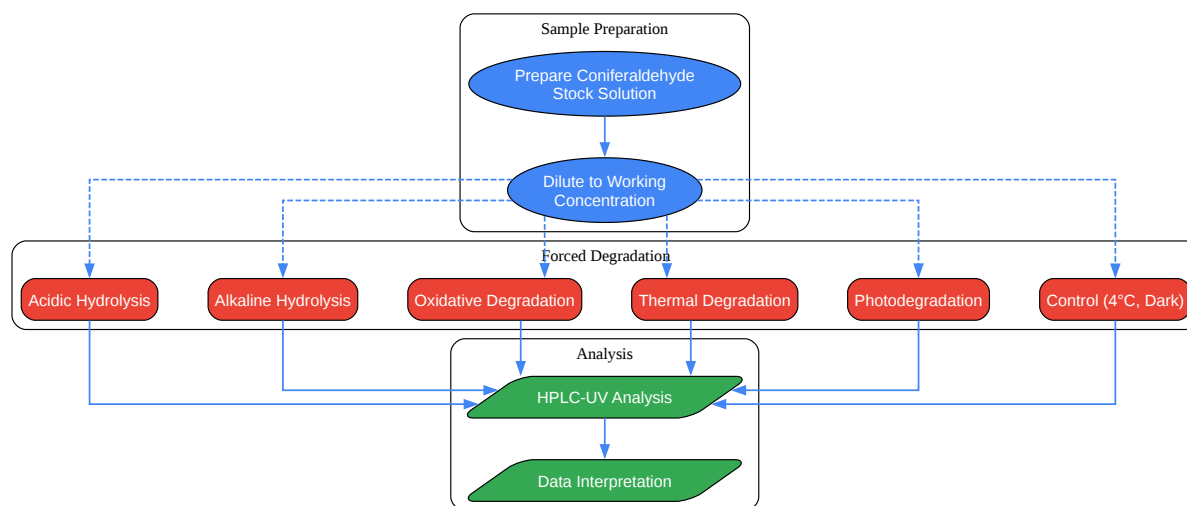 Sample Preparation
Prepare Coniferaldehyde
Stock Solution
Dilute to Working
Concentration
Forced Degradation
Acidic Hydrolysis
Alkaline Hydrolysis
Oxidative Degradation
Thermal Degradation
Photodegradation
Control (4°C, Dark)
Analysis
HPLC-UV Analysis
Data Interpretation